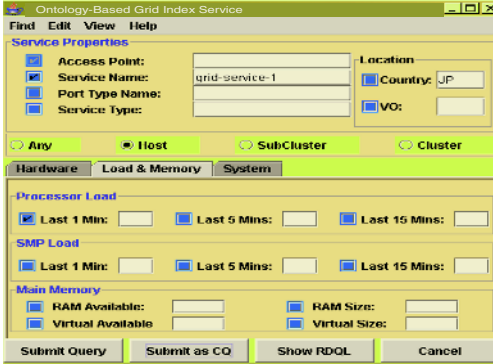 Ontology-Based Grid Index Service
Find Edit View Help
Service Properties
Access Point:
Service Name: grid-service-1
Port Type Name:
Service Type:
Location
Country: JP
VO:
Any Host SubCluster Cluster
Hardware Load & Memory System
Processor Load
Last 1 Min: Last 5 Mins: Last 15 Mins:
SMP Load
Last 1 Min: Last 5 Mins: Last 15 Mins:
Main Memory
RAM Available: RAM Size:
Virtual Available Virtual Size:
Submit Query Submit as CQ Show RDQL Cancel